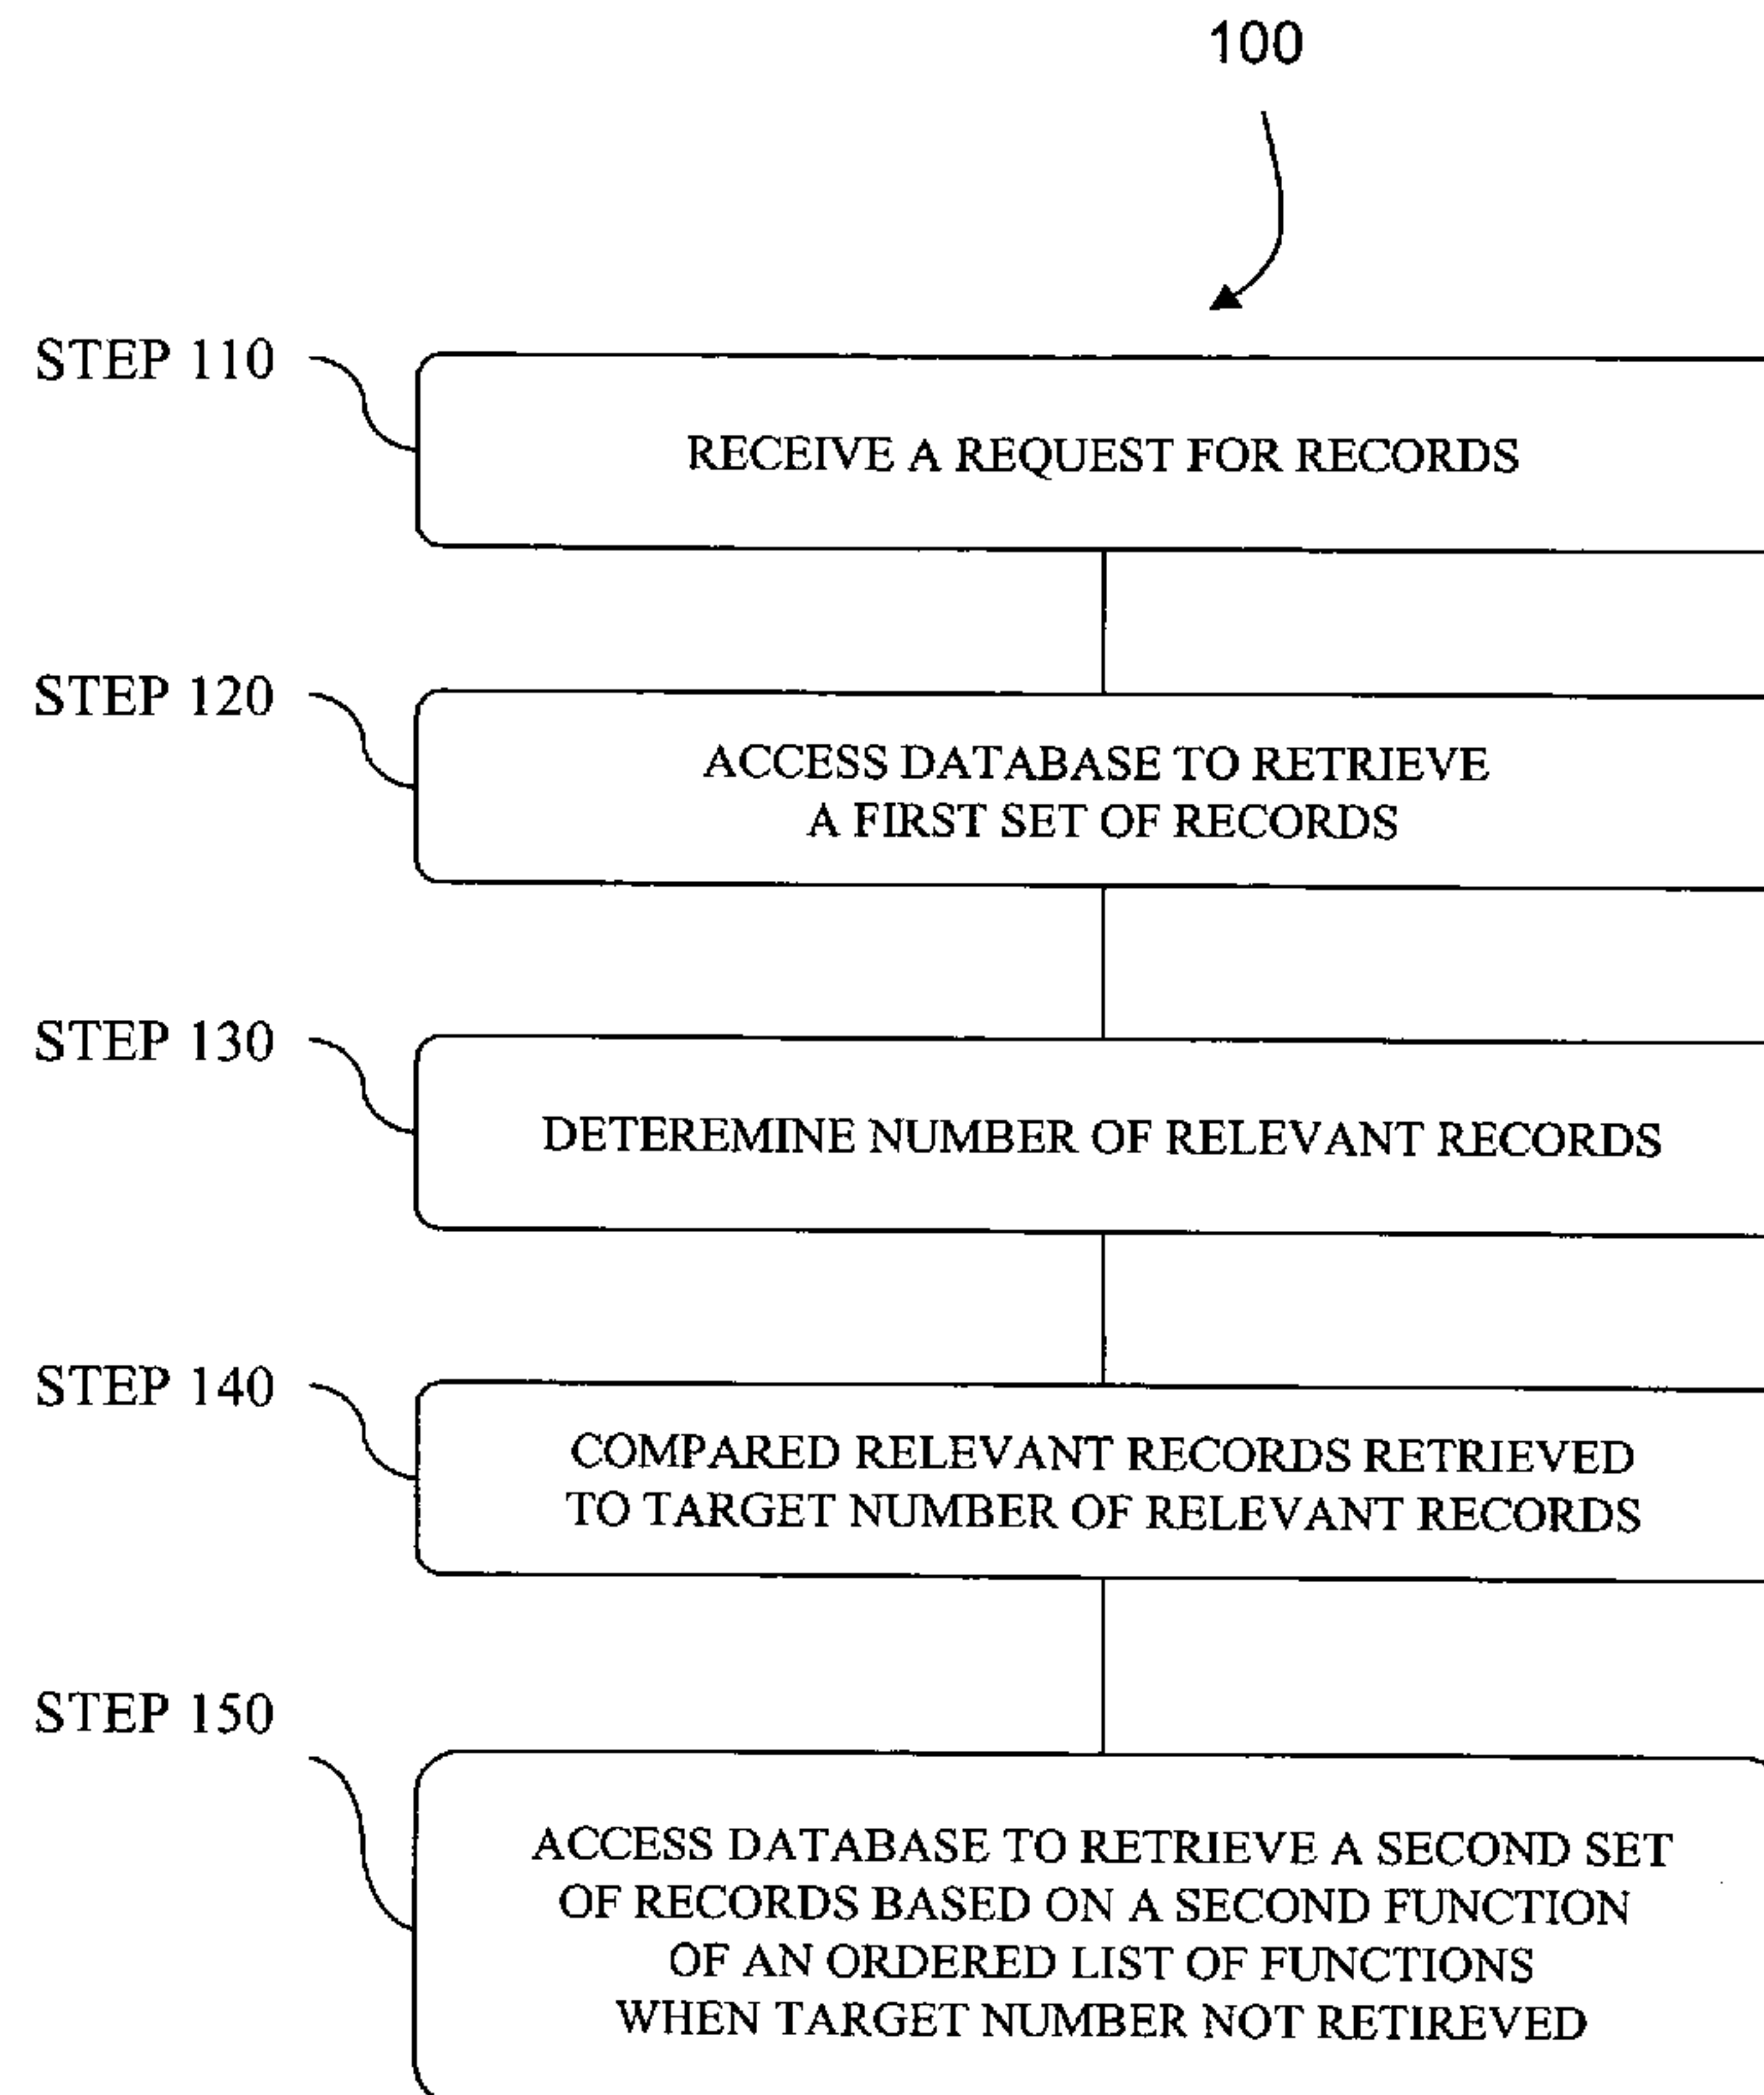 100
STEP 110
RECEIVE A REQUEST FOR RECORDS
STEP 120
ACCESS DATABASE TO RETRIEVE
A FIRST SET OF RECORDS
STEP 130
DETEREMINE NUMBER OF RELEVANT RECORDS
STEP 140
COMPARED RELEVANT RECORDS RETRIEVED
TO TARGET NUMBER OF RELEVANT RECORDS
STEP 150
ACCESS DATABASE TO RETRIEVE A SECOND SET
OF RECORDS BASED ON A SECOND FUNCTION
OF AN ORDERED LIST OF FUNCTIONS
WHEN TARGET NUMBER NOT RETIREVED